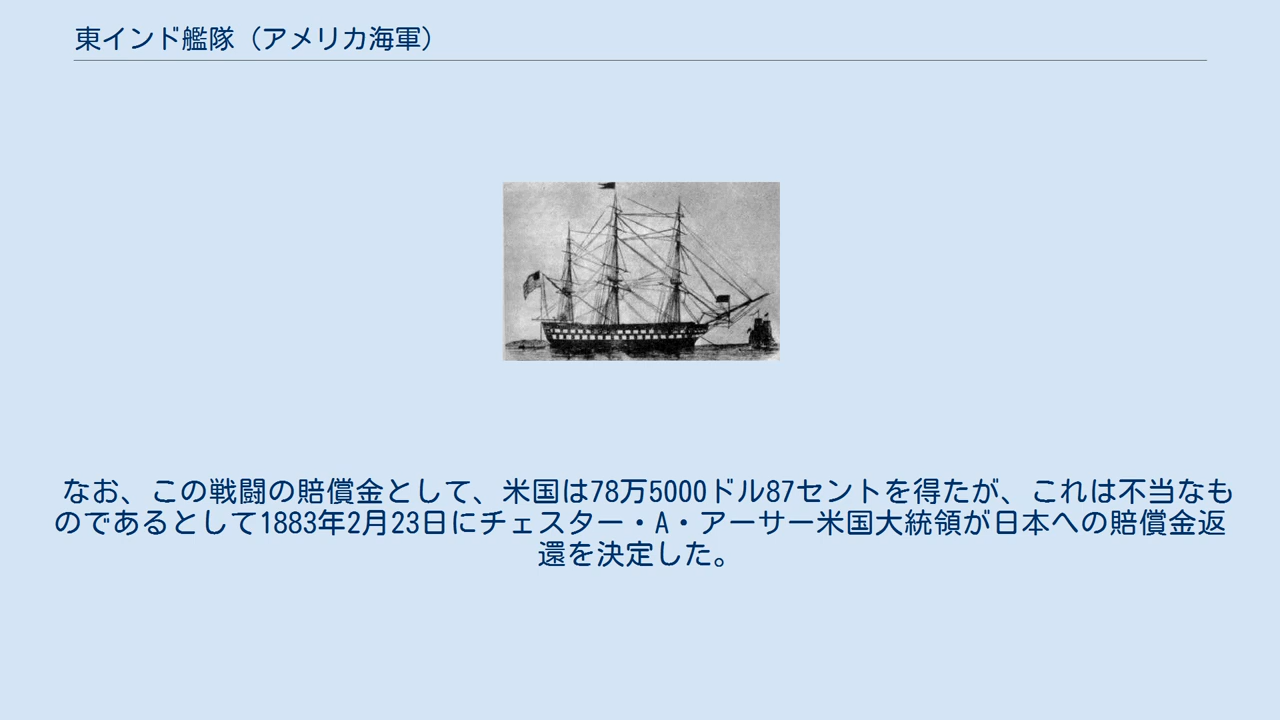 東インド艦隊（アメリカ海軍）
なお、この戦闘の賠償金として、米国は78万5000ドル87セントを得たが、これは不当なも
のであるとして1883年2月23日にチェスター・A・アーサー米国大統領が日本への賠償金返
還を決定した。